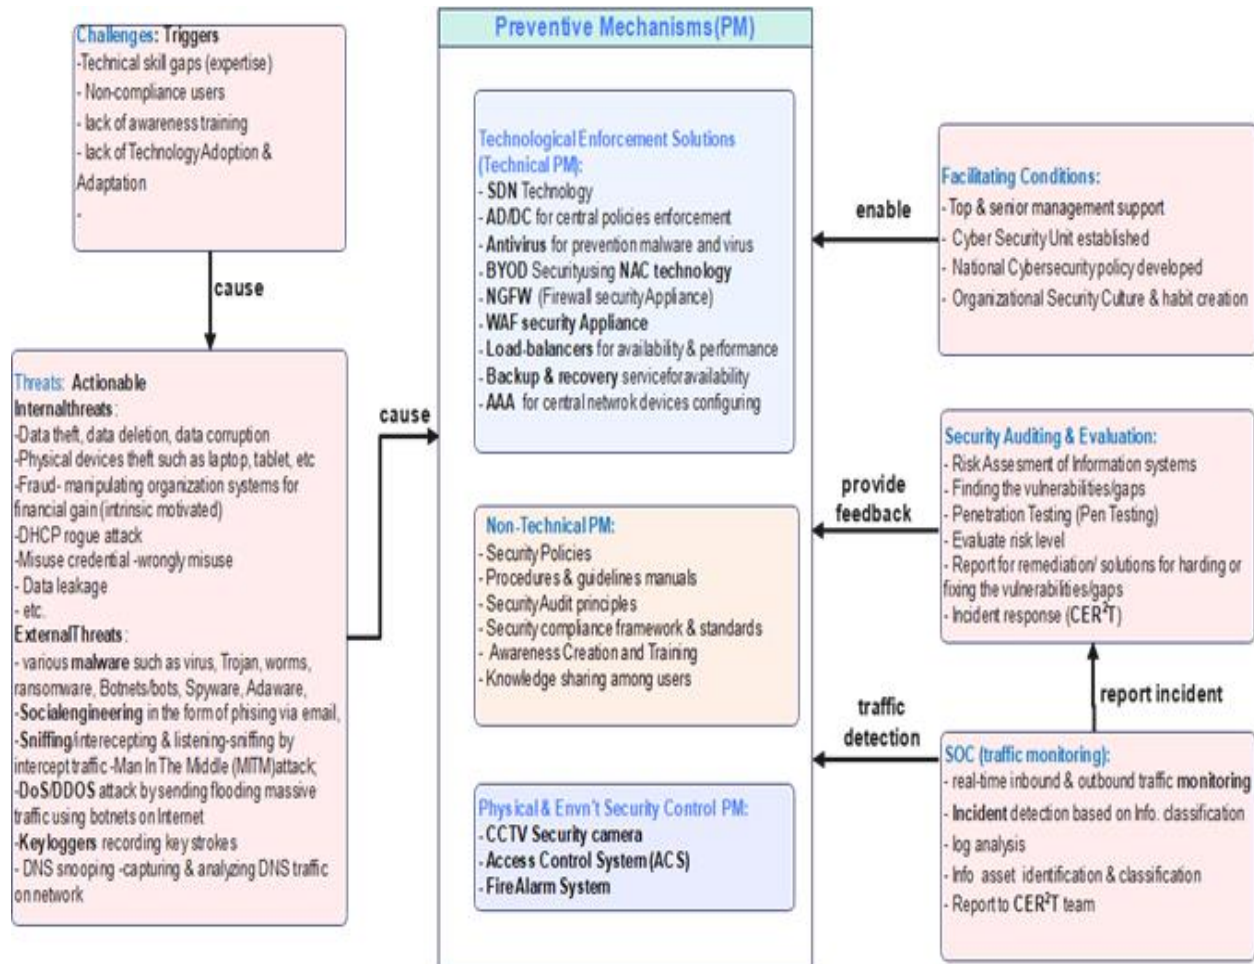 Challenges: Triggers
-Technical skill gaps (expertise)
- Non-compliance users
- lack of awareness training
- lack of Technology Adoption &
Adaptation
-
cause
Threats: Actionable
Internalthreats:
-Data theft, data deletion, data corruption
-Physical devices theft such as laptop, tablet, etc
-Fraud- manipulating organization systems for
financial gain (intrinsic motivated)
-DHCP rogue attack
-Misuse credential -wrongly misuse
- Data leakage
- etc.
ExternalThreats:
- various malware such as virus, Trojan, worms,
ransomware, Botnets/bots, Spyware, Adaware,
-Socialengineering in the form of phising via email,
-Sniffing/interecepting & listening-sniffing by
intercept traffic -Man In The Middle (MITM)attack;
-DoS/DDOS attack by sending flooding massive
traffic using botnets on Internet
-Keyloggers recording key strokes
- DNS snooping -capturing & analyzing DNS traffic
on network
cause
Preventive Mechanisms(PM)
Technological Enforcement Solutions
(Technical PM):
- SDN Technology
- AD/DC for central policies enforcement
- Antivirus for prevention malware and virus
- BYOD Securityusing NAC technology
- NGFW (Firewall security Appliance)
- WAF security Appliance
- Load-balancers for availability & performance
- Backup & recovery serviceforavailability
- AAA for central netwrok devices configuring
Non-Technical PM:
- Security Policies
- Procedures & guidelines manuals
- Security Audit principles
- Security compliance framework & standards
- Awareness Creation and Training
- Knowledge sharing among users
Physical & Envn't Security Control PM:
- CCTV Security camera
- Access Control System (ACS)
- Fire Alarm System
enable
Facilitating Conditions:
- Top & senior management support
- Cyber Security Unit established
- National Cybersecurity policy developed
- Organizational Security Culture & habit creation
provide
feedback
Security Auditing & Evaluation:
- Risk Assesment of Information systems
- Finding the vulnerabilities/gaps
- Penetration Testing (Pen Testing)
- Evaluate risk level
- Report for remediation/ solutions for harding or
fixing the vulnerabilities/gaps
- Incident response (CER²T)
report incident
traffic
detection
SOC (traffic monitoring):
- real-time inbound & outbound traffic monitoring
- Incident detection based on Info. classification
- log analysis
- Info asset identification & classification
- Report to CER²T team